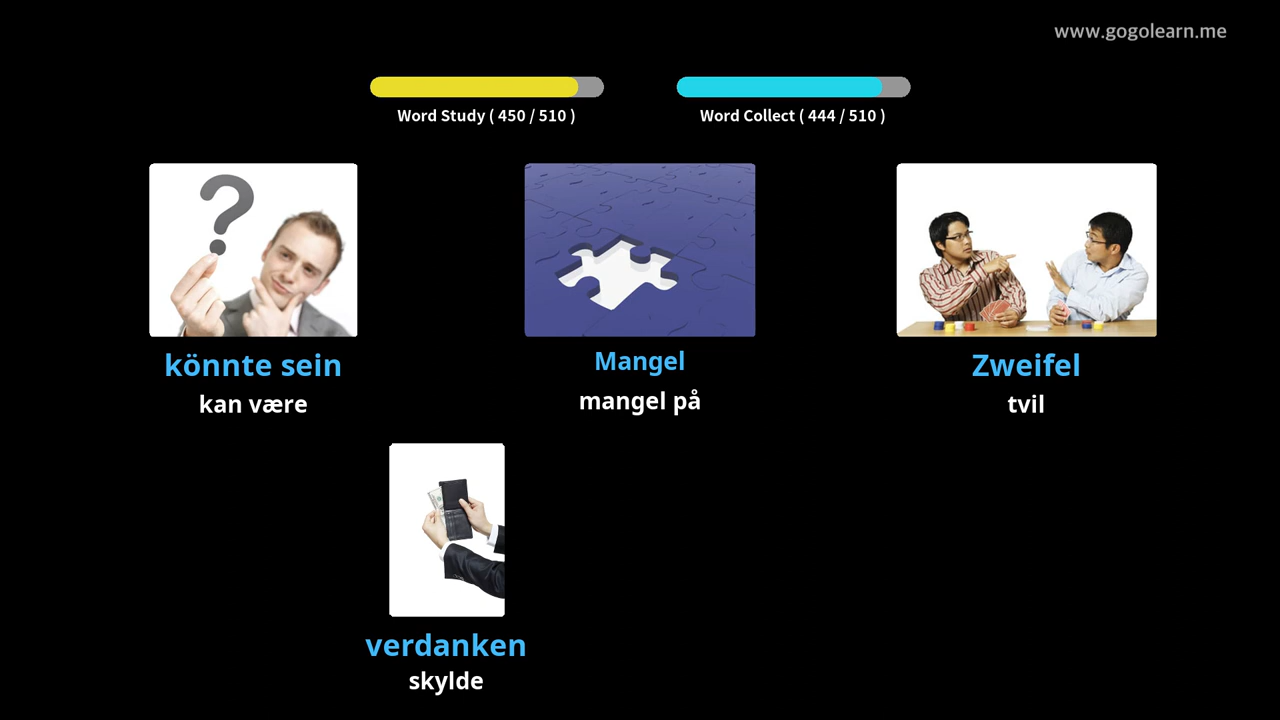 www.gogolearn.me
Word Study ( 450 / 510 )
Word Collect ( 444 / 510 )
?
könnte sein
kan være
Mangel
mangel på
Zweifel
tvil
verdanken
skylde